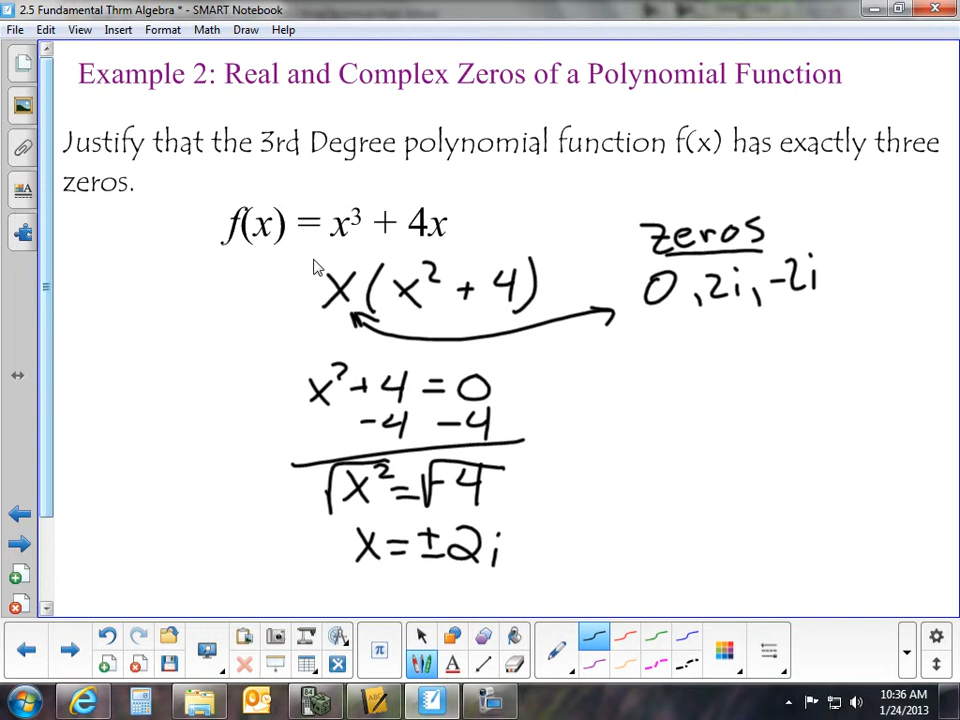 2.5 Fundamental Thrm Algebra * - SMART Notebook
File Edit View Insert Format Math Draw Help
Example 2: Real and Complex Zeros of a Polynomial Function
Justify that the 3rd Degree polynomial function f(x) has exactly three
zeros.
f(x) = x³ + 4x
zeros
x(x² + 4)
0, 2i, -2i
x² + 4 = 0
-4 -4
√x² = √-4
x = ±2i
10:36 AM
1/24/2013